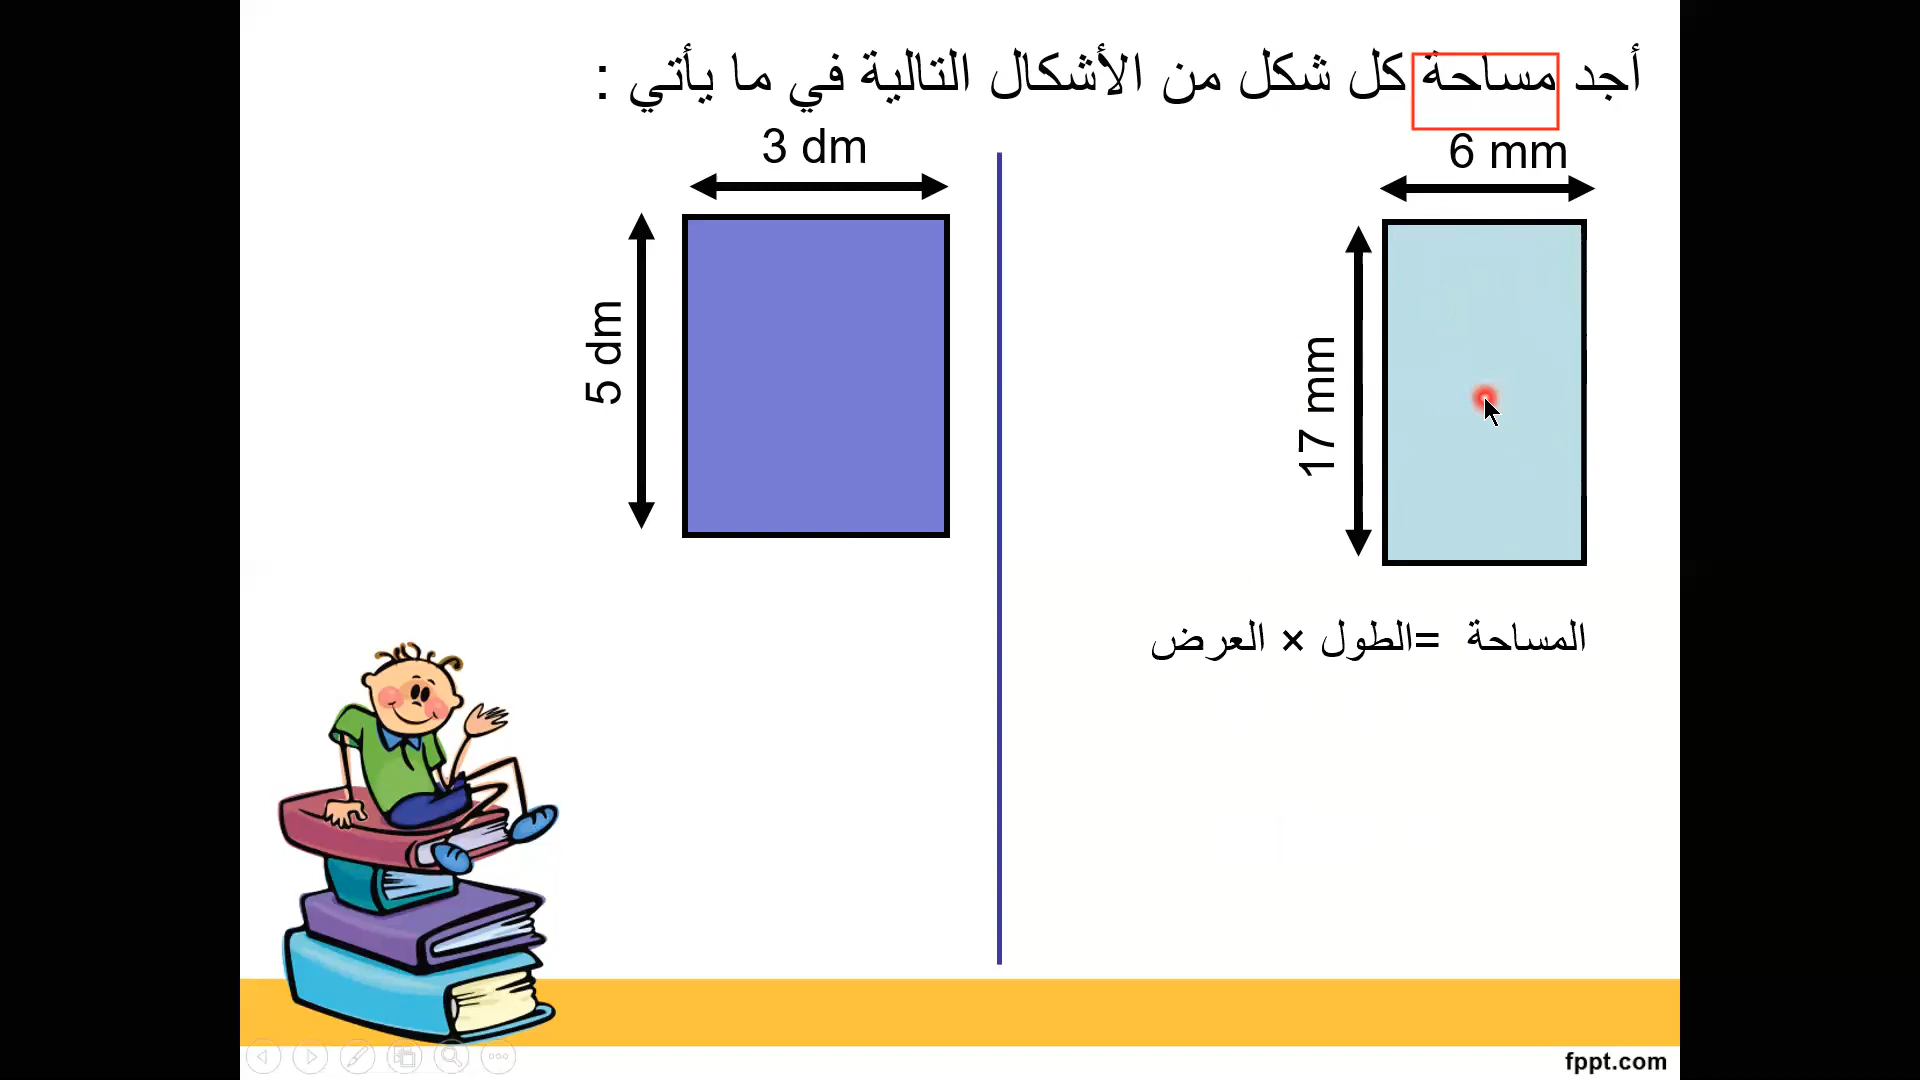 أجد مساحة كل شكل من الأشكال التالية في ما يأتي :
6 mm
17 mm
المساحة =الطول × العرض
3 dm
5 dm
fppt.com